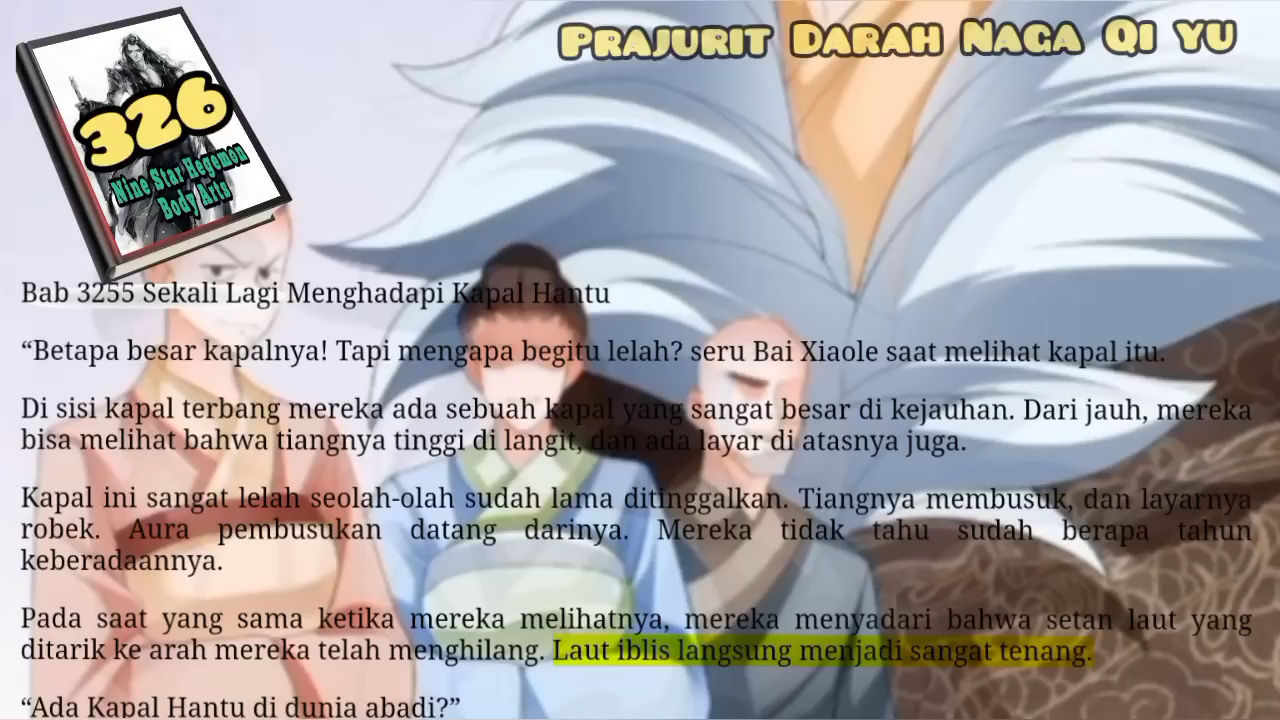 Prajurit Darah Naga Qi yu
326
Nine Star Hegemon
Body Arts
Bab 3255 Sekali Lagi Menghadapi Kapal Hantu
“Betapa besar kapalnya! Tapi mengapa begitu lelah? seru Bai Xiaole saat melihat kapal itu.
Di sisi kapal terbang mereka ada sebuah kapal yang sangat besar di kejauhan. Dari jauh, mereka
bisa melihat bahwa tiangnya tinggi di langit, dan ada layar di atasnya juga.
Kapal ini sangat lelah seolah-olah sudah lama ditinggalkan. Tiangnya membusuk, dan layarnya
robek. Aura pembusukan datang darinya. Mereka tidak tahu sudah berapa tahun
keberadaannya.
Pada saat yang sama ketika mereka melihatnya, mereka menyadari bahwa setan laut yang
ditarik ke arah mereka telah menghilang. Laut iblis langsung menjadi sangat tenang.
“Ada Kapal Hantu di dunia abadi?”